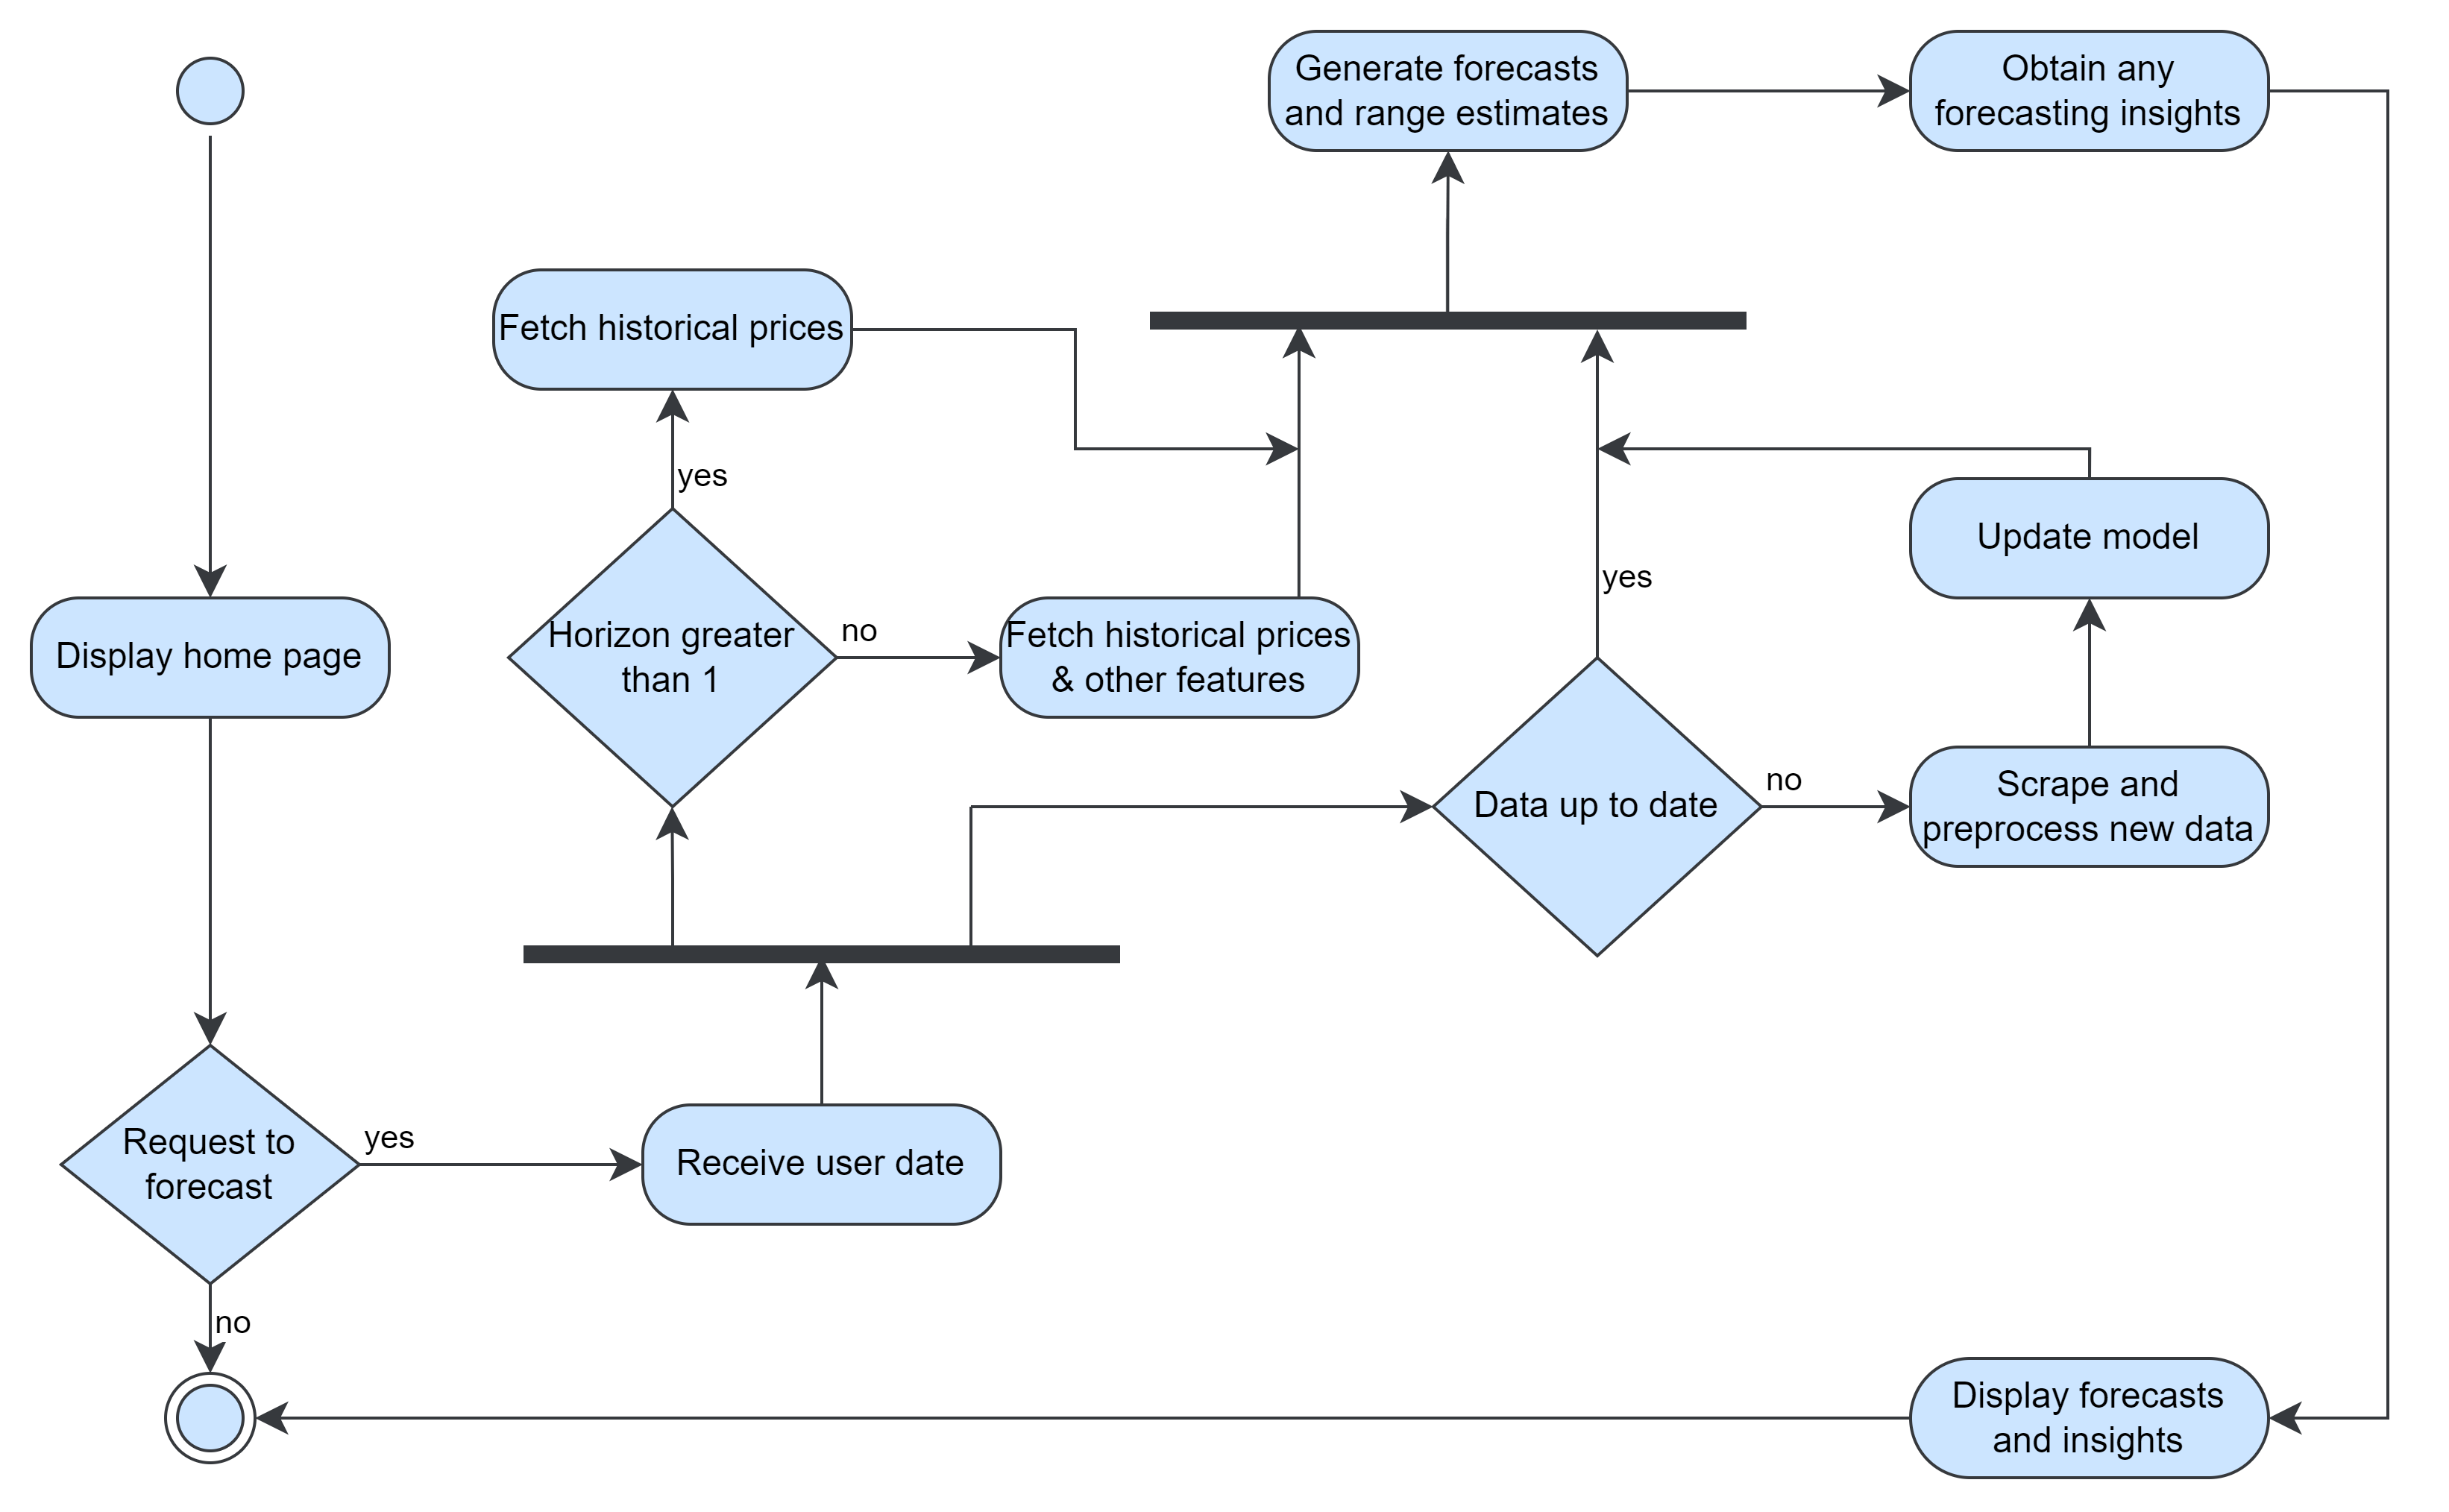 Generate forecasts
and range estimates
Obtain any
forecasting insights
Fetch historical prices
yes
Update model
yes
Horizon greater
than 1
no
Fetch historical prices
& other features
Display home page
Data up to date
no
Scrape and
preprocess new data
Request to
forecast
yes
Receive user date
no
Display forecasts
and insights